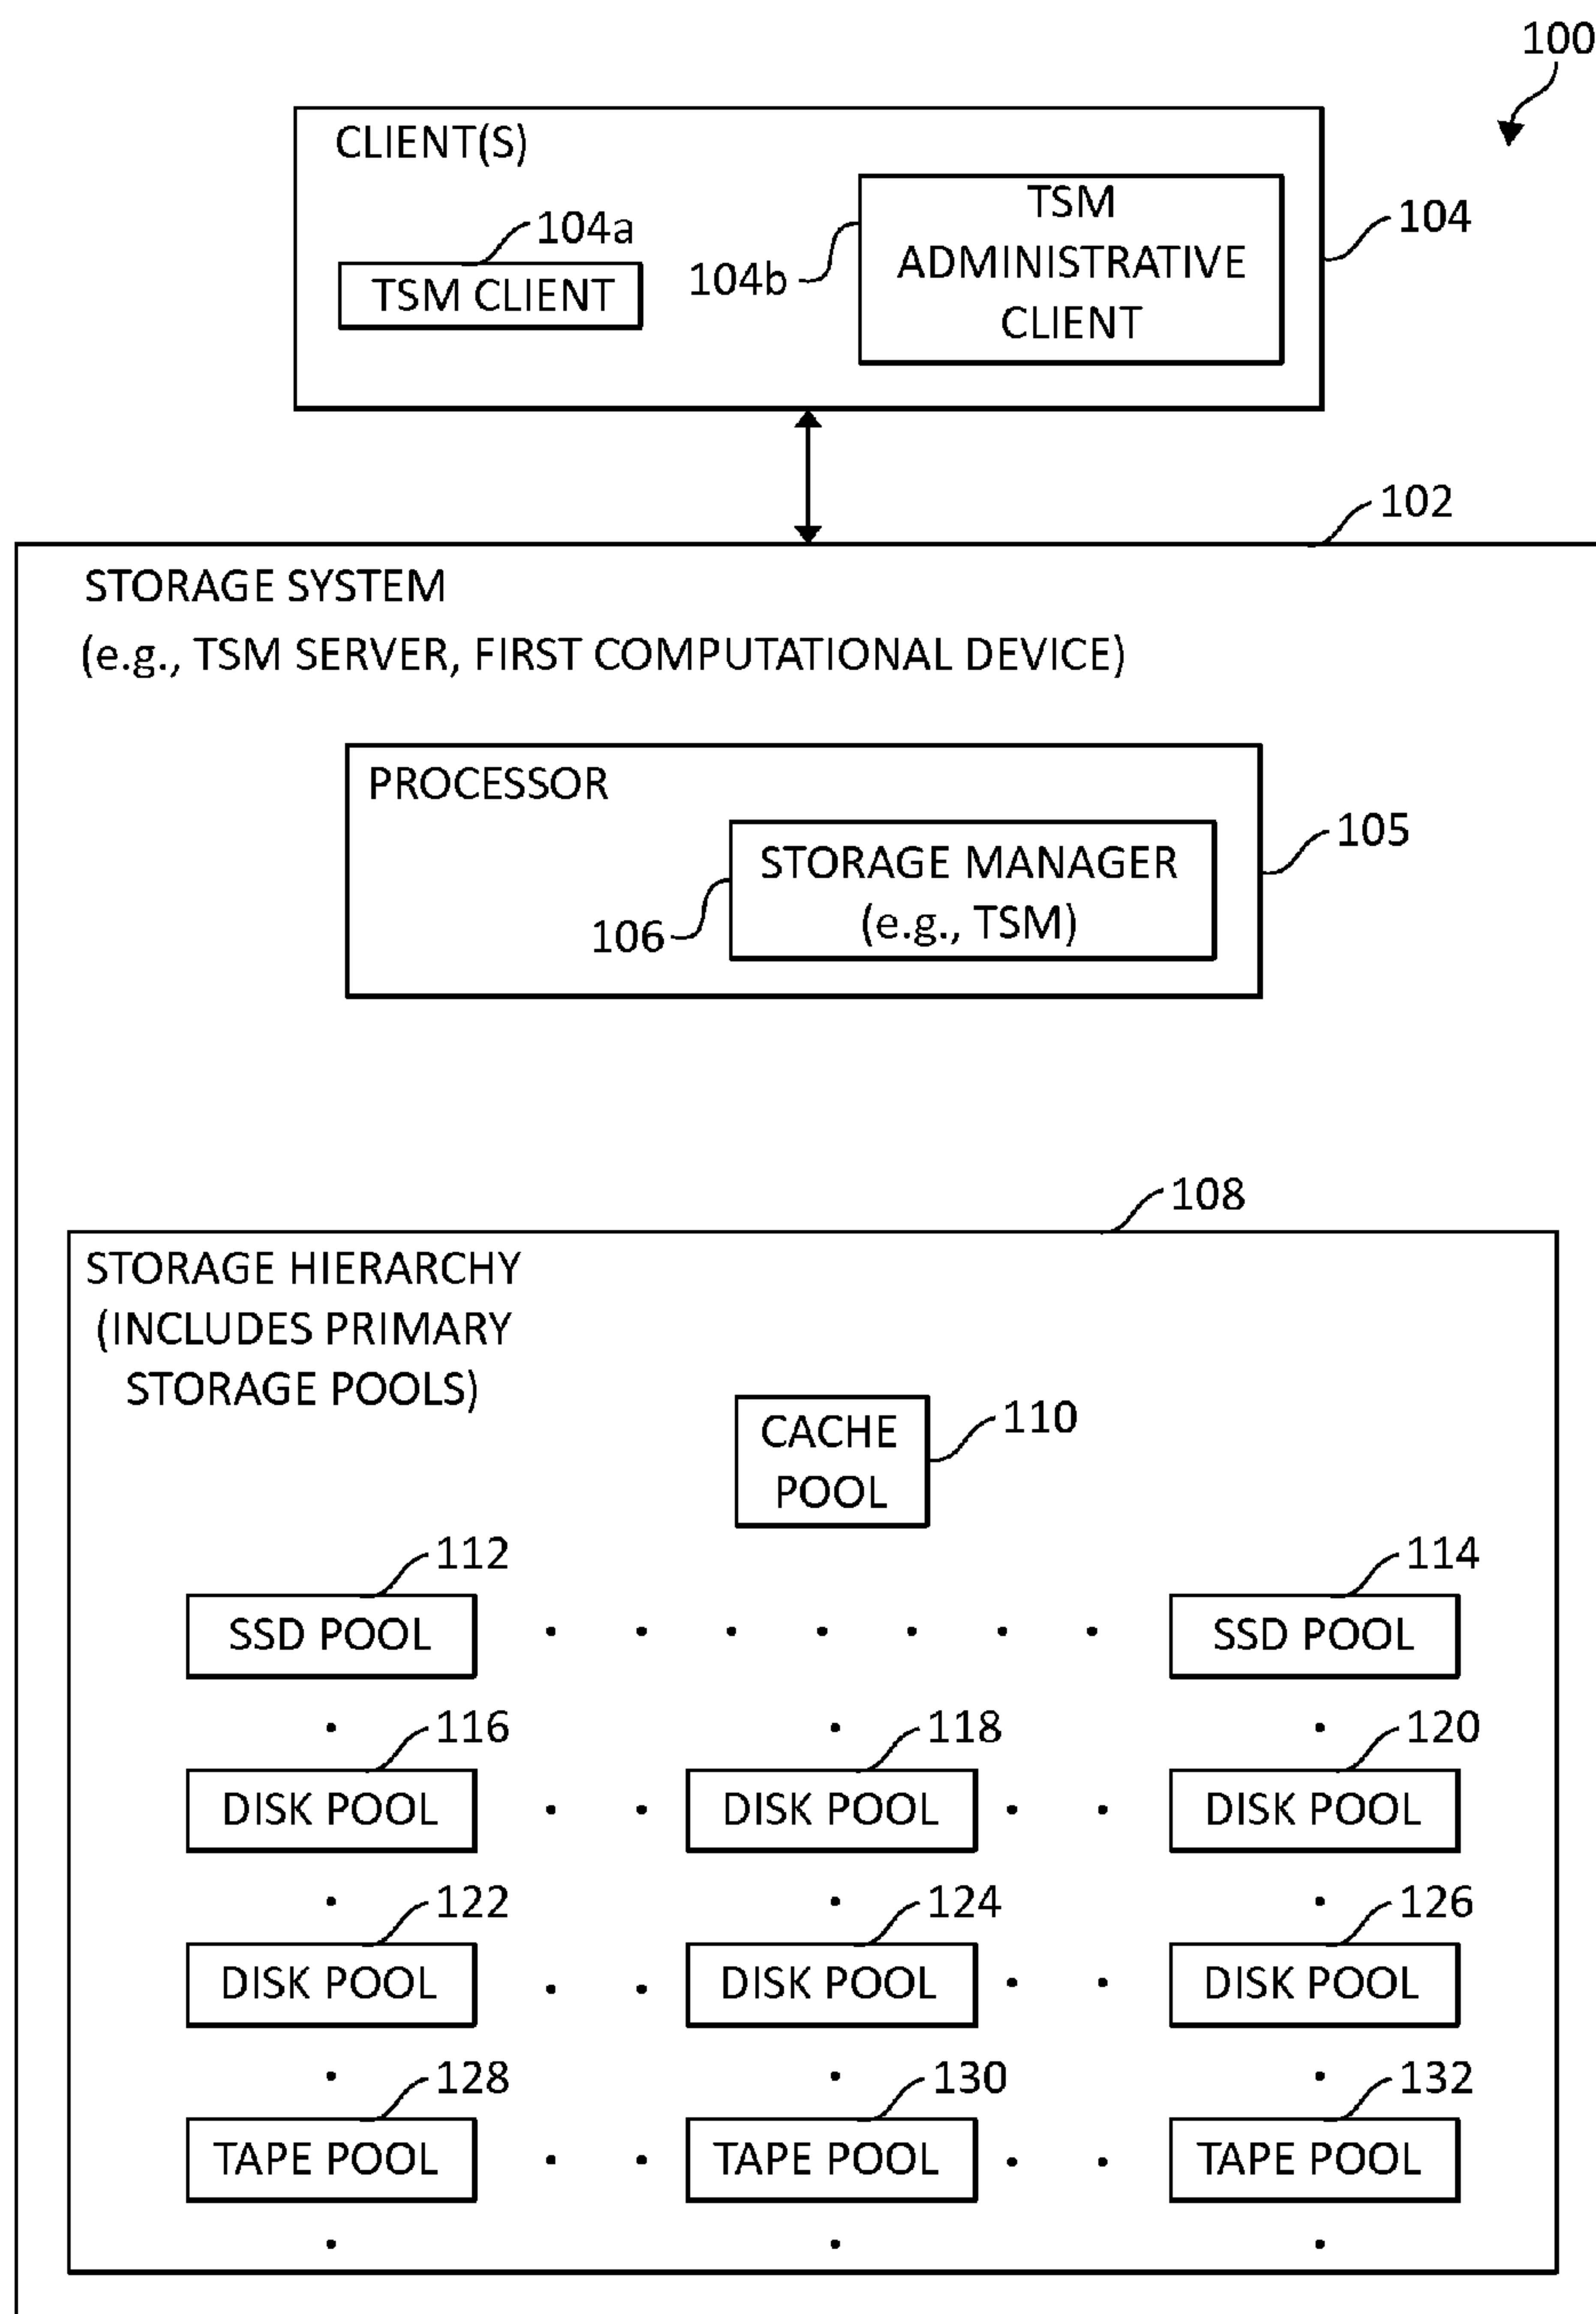 100
CLIENT(S)
104a
TSM CLIENT
104b
TSM
ADMINISTRATIVE
CLIENT
104
102
STORAGE SYSTEM
(e.g., TSM SERVER, FIRST COMPUTATIONAL DEVICE)
PROCESSOR
105
STORAGE MANAGER
(e.g., TSM)
106
108
STORAGE HIERARCHY
(INCLUDES PRIMARY
STORAGE POOLS)
CACHE
POOL
110
112
114
SSD POOL
SSD POOL
116
118
120
DISK POOL
DISK POOL
DISK POOL
122
124
126
DISK POOL
DISK POOL
DISK POOL
128
130
132
TAPE POOL
TAPE POOL
TAPE POOL